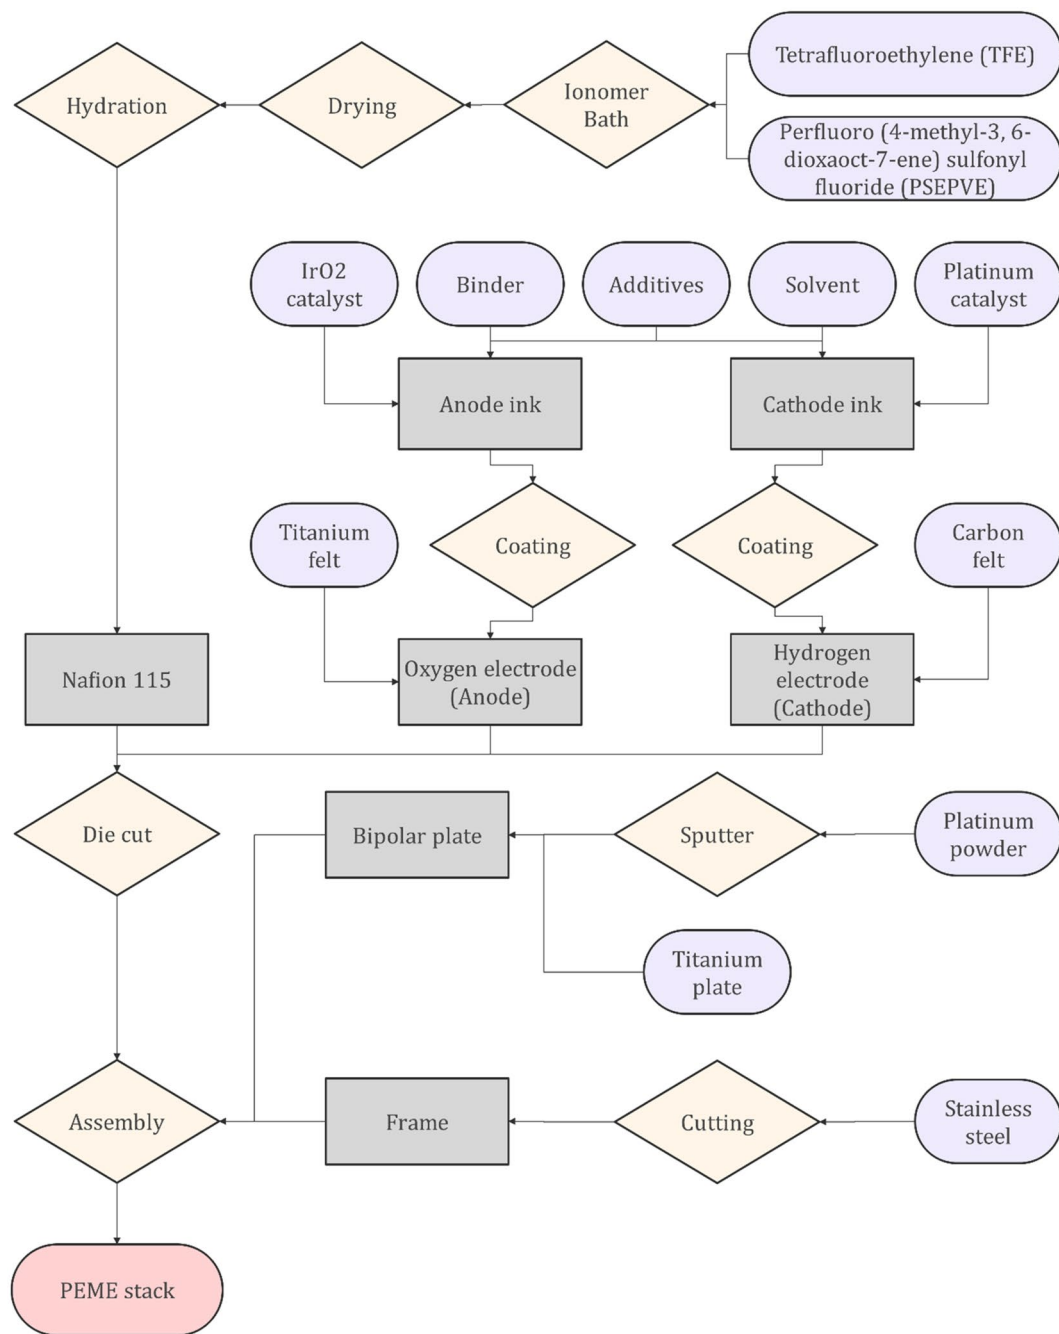 Tetrafluoroethylene (TFE)
Hydration
Drying
Ionomer
Bath
Perfluoro (4-methyl-3, 6-
dioxaoct-7-ene) sulfonyl
fluoride (PSEPVE)
IrO2
catalyst
Binder
Additives
Solvent
Platinum
catalyst
Anode ink
Cathode ink
Titanium
felt
Coating
Coating
Carbon
felt
Nafion 115
Oxygen electrode
(Anode)
Hydrogen
electrode
(Cathode)
Die cut
Bipolar plate
Sputter
Platinum
powder
Titanium
plate
Assembly
Frame
Cutting
Stainless
steel
PEME stack